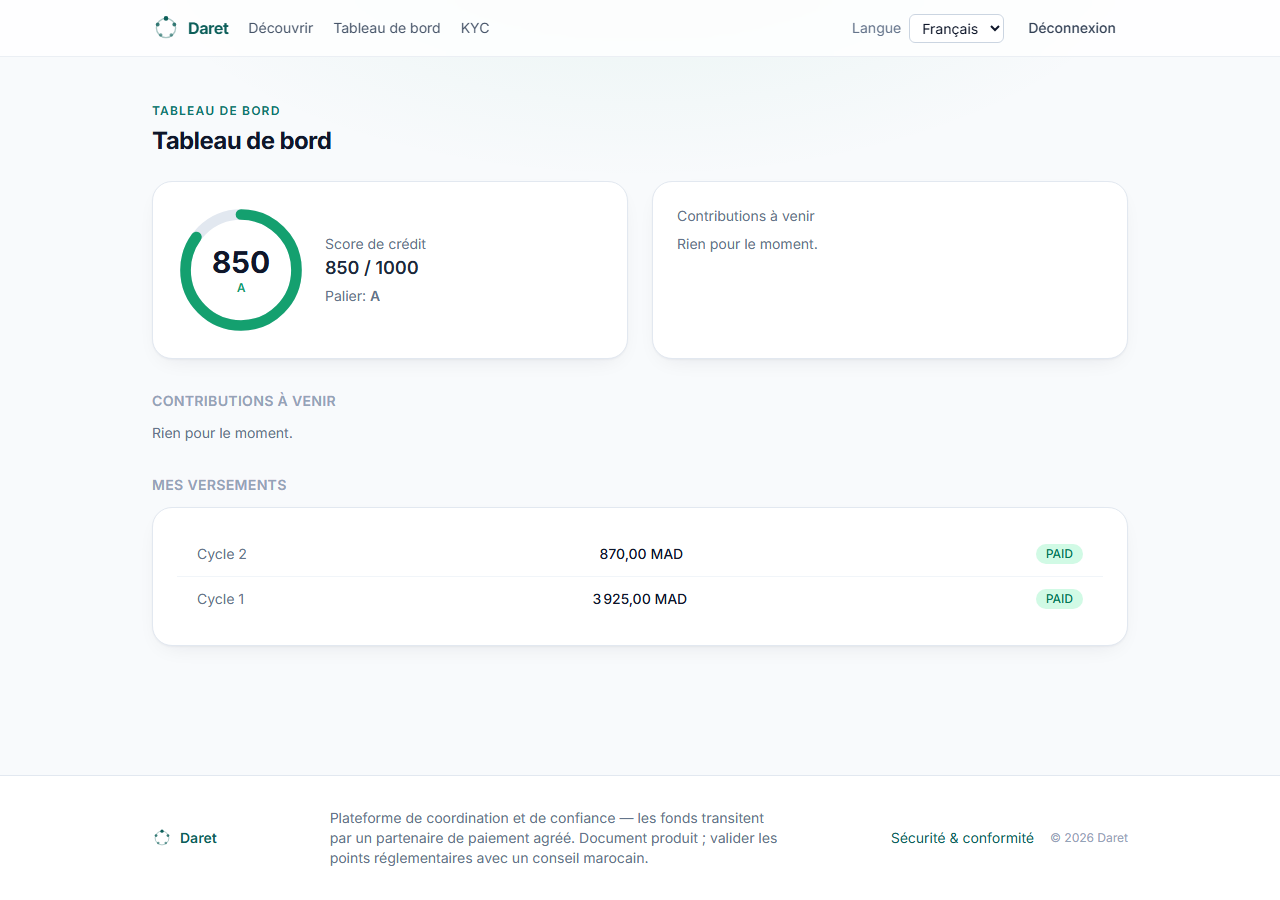 Daret
Découvrir
Tableau de bord
KYC
Langue
Français
Déconnexion
TABLEAU DE BORD
Tableau de bord
850
A
Score de crédit
850 / 1000
Palier: A
Contributions à venir
Rien pour le moment.
CONTRIBUTIONS À VENIR
Rien pour le moment.
MES VERSEMENTS
Cycle 2
870,00 MAD
PAID
Cycle 1
3 925,00 MAD
PAID
Daret
Plateforme de coordination et de confiance — les fonds transitent
par un partenaire de paiement agréé. Document produit ; valider les
points réglementaires avec un conseil marocain.
Sécurité & conformité
© 2026 Daret